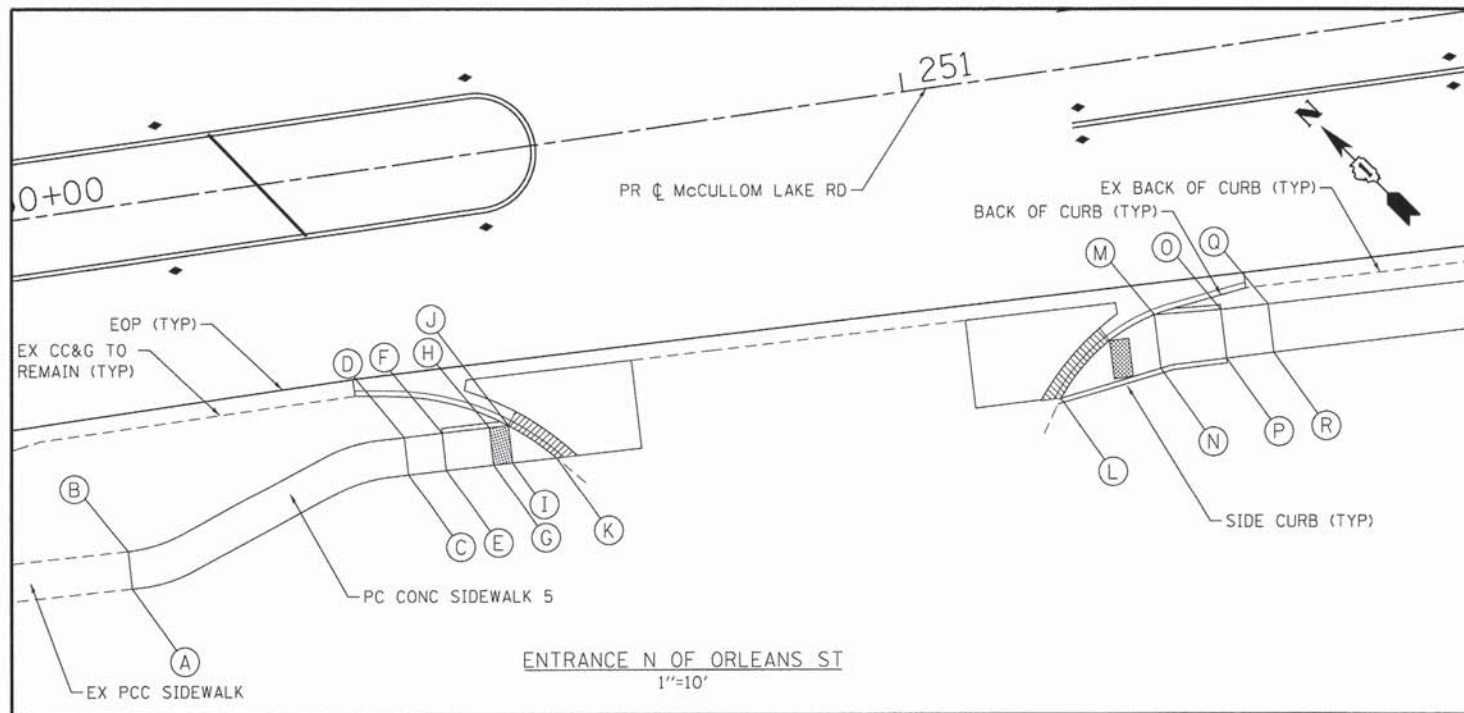 251
0+00
PR ℄ McCULLOM LAKE RD
EX BACK OF CURB (TYP)
BACK OF CURB (TYP)
N
M
O
Q
EOP (TYP)
EX CC&G TO
REMAIN (TYP)
J
H
D
F
B
N
P
R
L
I
G
K
C
E
SIDE CURB (TYP)
PC CONC SIDEWALK 5
A
EX PCC SIDEWALK
ENTRANCE N OF ORLEANS ST
1"=10'